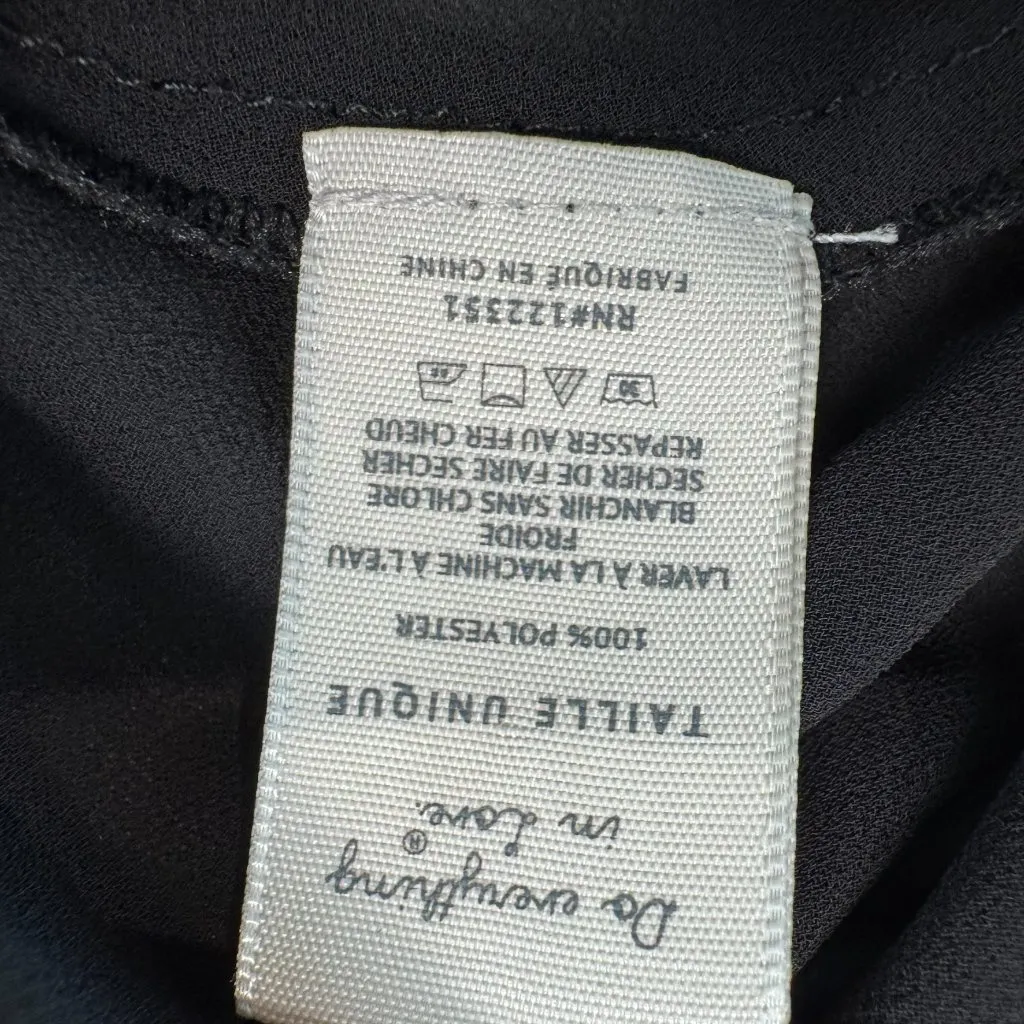 Do everything
in Love.®
TAILLE UNIQUE
100% POLYESTER
LAVER À LA MACHINE À L'EAU
FROIDE
BLANCHIR SANS CHLORE
SECHER DE FAIRE SECHER
REPASSER AU FER CHEUD
30
RN#122351
FABRIQUÉ EN CHINE